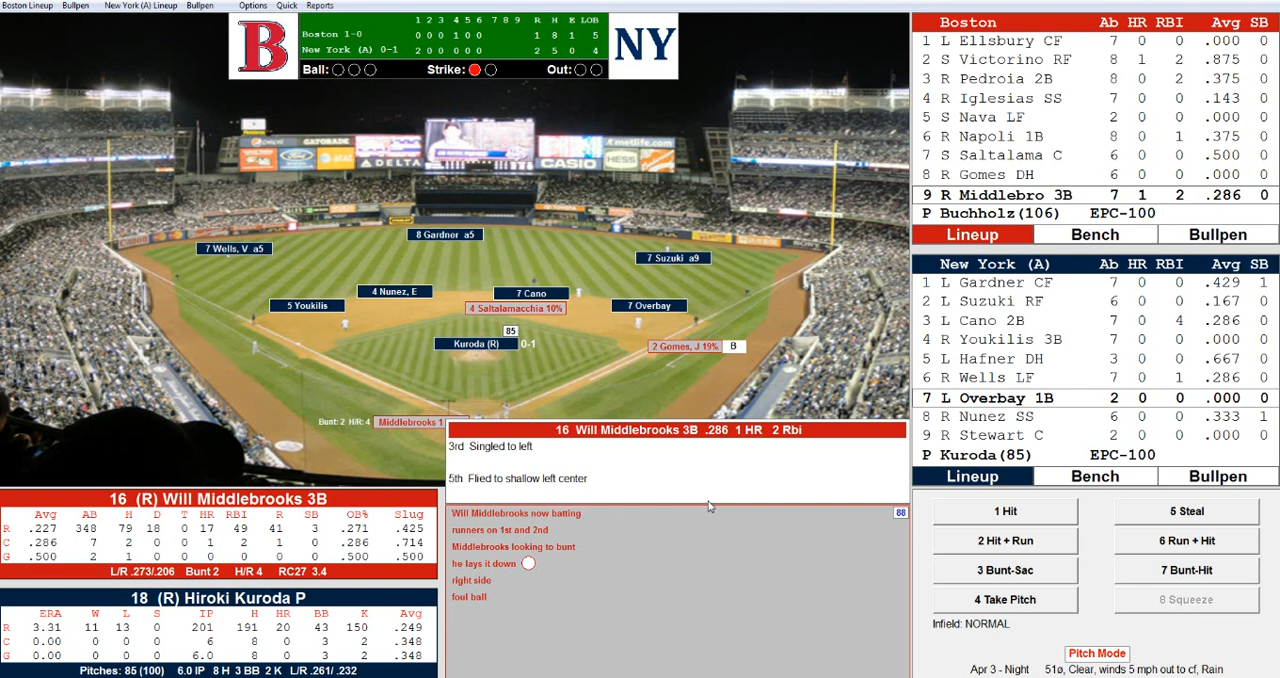 Boston Lineup Bullpen New York (A) Lineup Bullpen Options Quick Reports
B
1 2 3 4 5 6 7 8 9 R H E LOB
Boston 1-0 0 0 0 1 0 0 1 8 1 5
New York (A) 0-1 2 0 0 0 0 0 2 5 0 4
Ball: Strike: Out:
NY
pepsi GATORADE metlife.com
Ford AT&T DELTA CASIO HESS
8 Gardner a5
7 Wells, V a5
7 Suzuki a9
4 Nunez, E 7 Cano
5 Youkilis 4 Saltalamacchia 10% 7 Overbay
85
Kuroda (R) 0-1
2 Gomes, J 19% B
Bunt: 2 H/R: 4 Middlebrooks 1
16 Will Middlebrooks 3B .286 1 HR 2 Rbi
3rd Singled to left
5th Flied to shallow left center
Will Middlebrooks now batting 88
runners on 1st and 2nd
Middlebrooks looking to bunt
he lays it down
right side
foul ball
16 (R) Will Middlebrooks 3B
Avg AB H D T HR RBI R SB OB% Slug
R .227 348 79 18 0 17 49 41 3 .271 .425
C .286 7 2 0 0 1 2 1 0 .286 .714
G .500 2 1 0 0 0 0 0 0 .500 .500
L/R .273/.206 Bunt 2 H/R 4 RC27 3.4
18 (R) Hiroki Kuroda P
ERA W L S IP H HR BB K Avg
R 3.31 11 13 0 201 191 20 43 150 .249
C 0.00 0 0 0 6 8 0 3 2 .348
G 0.00 0 0 0 6.0 8 0 3 2 .348
Pitches: 85 (100) 6.0 IP 8 H 3 BB 2 K L/R .261/ .232
Boston Ab HR RBI Avg SB
1 L Ellsbury CF 7 0 0 .000 0
2 S Victorino RF 8 1 2 .875 0
3 R Pedroia 2B 8 0 2 .375 0
4 R Iglesias SS 7 0 0 .143 0
5 S Nava LF 2 0 0 .000 0
6 R Napoli 1B 8 0 1 .375 0
7 S Saltalama C 6 0 0 .500 0
8 R Gomes DH 6 0 0 .000 0
9 R Middlebro 3B 7 1 2 .286 0
P Buchholz(106) EPC-100
Lineup Bench Bullpen
New York (A) Ab HR RBI Avg SB
1 L Gardner CF 7 0 0 .429 1
2 L Suzuki RF 6 0 0 .167 0
3 L Cano 2B 7 0 4 .286 0
4 R Youkilis 3B 7 0 0 .000 0
5 L Hafner DH 3 0 0 .667 0
6 R Wells LF 7 0 1 .286 0
7 L Overbay 1B 2 0 0 .000 0
8 R Nunez SS 6 0 0 .333 1
9 R Stewart C 2 0 0 .000 0
P Kuroda(85) EPC-100
Lineup Bench Bullpen
1 Hit 5 Steal
2 Hit + Run 6 Run + Hit
3 Bunt-Sac 7 Bunt-Hit
4 Take Pitch 8 Squeeze
Infield: NORMAL
Pitch Mode
Apr 3 - Night 51ø, Clear, winds 5 mph out to cf, Rain